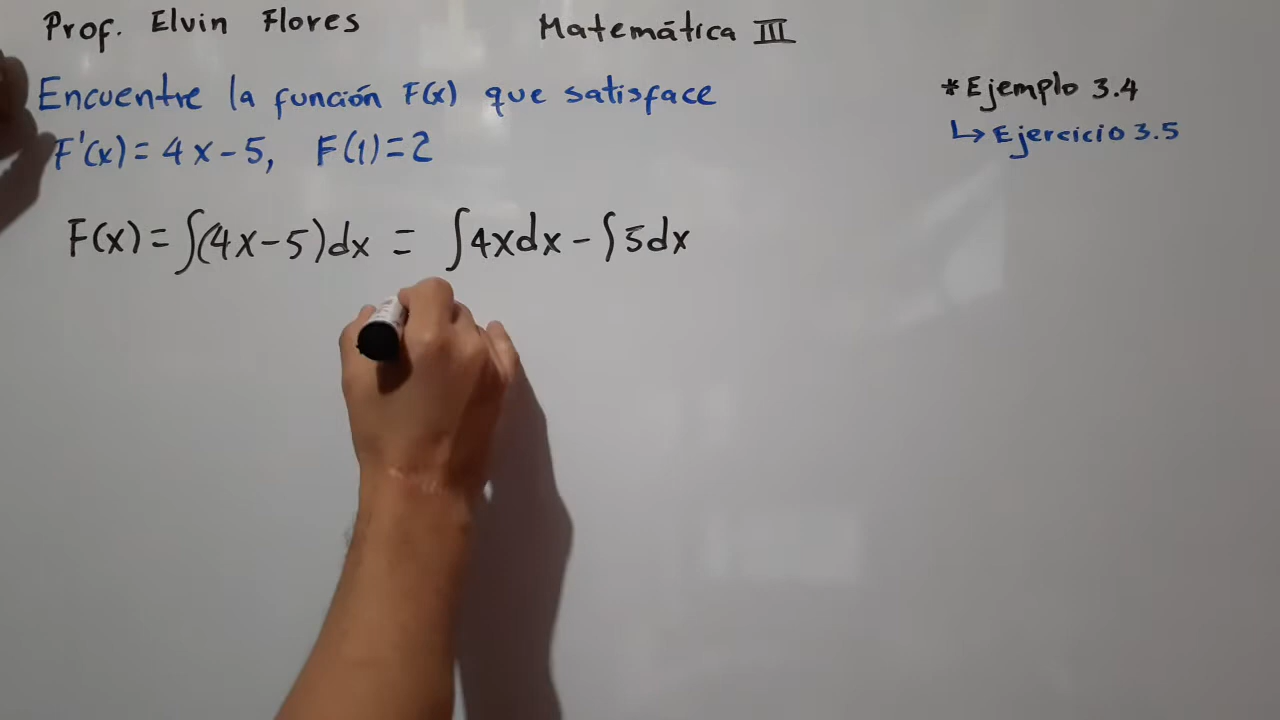 Prof. Elvin Flores
Matemática III
Encuentre la función F(x) que satisface
F'(x) = 4x - 5, F(1) = 2
* Ejemplo 3.4
↳ Ejercicio 3.5
F(x) = ∫(4x - 5)dx = ∫4xdx - ∫5dx